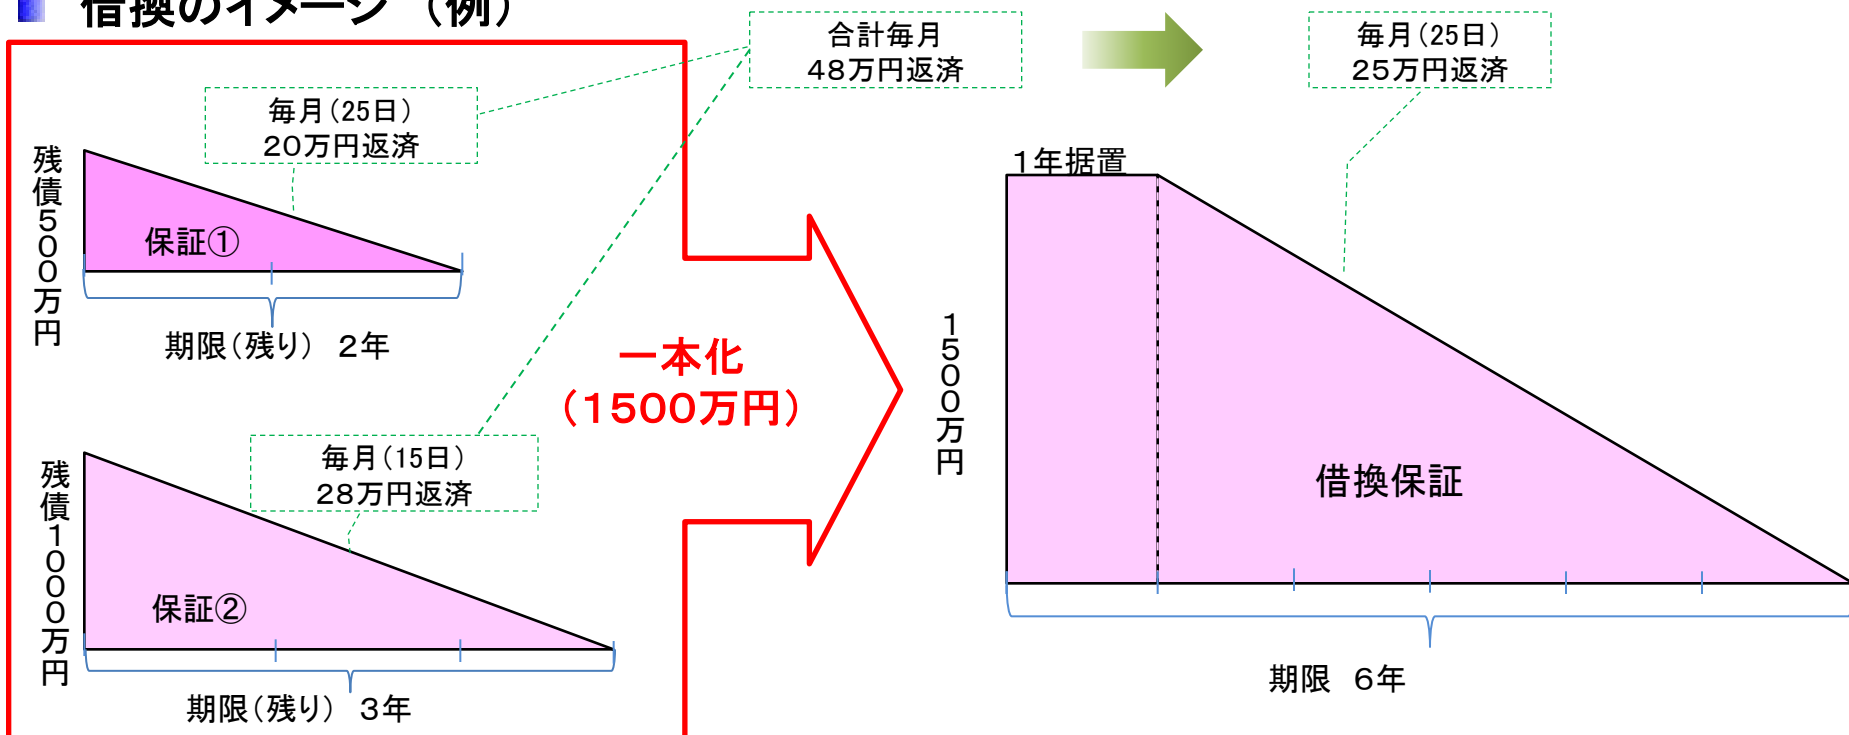 借換のイメージ （例）
合計毎月
４８万円返済
毎月（25日）
２５万円返済
毎月（25日）
２０万円返済
残債５００万円
保証①
期限（残り） ２年
１年据置
一本化
（１５００万円）
１５００万円
毎月（15日）
２８万円返済
残債１０００万円
保証②
期限（残り） ３年
借換保証
期限 ６年